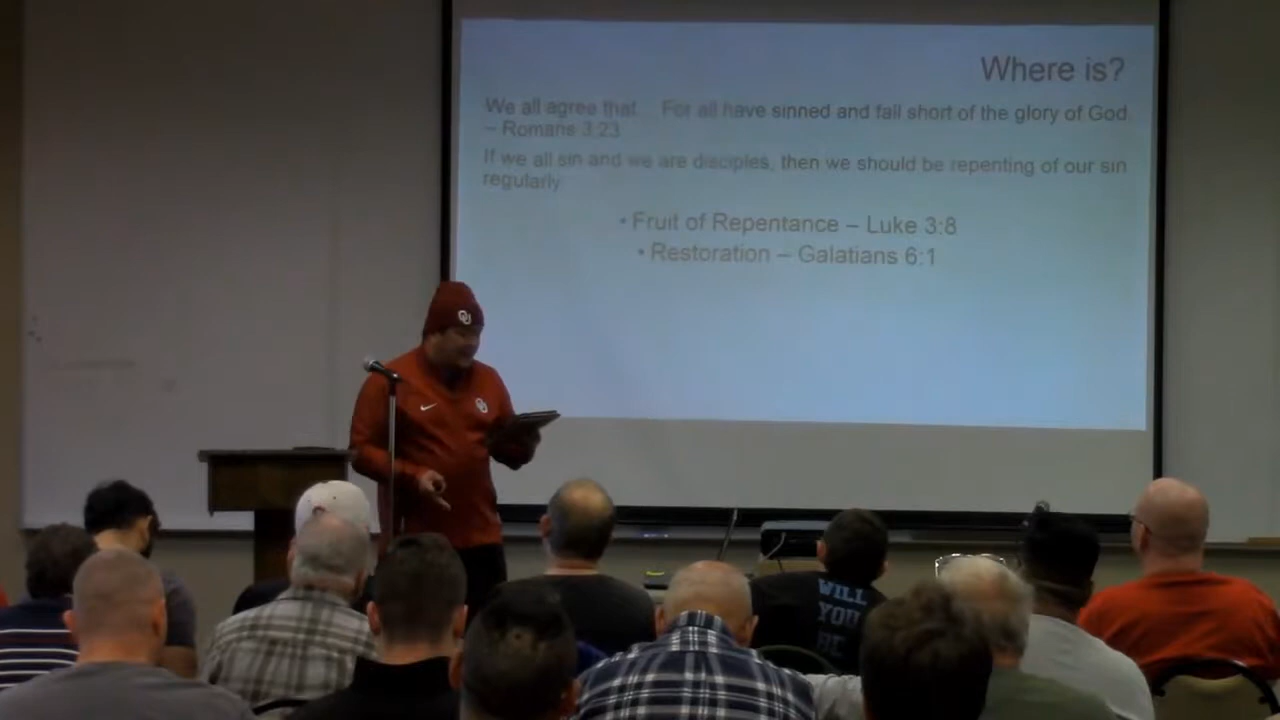 Where is?
We all agree that For all have sinned and fall short of the glory of God
– Romans 3:23
If we all sin and we are disciples, then we should be repenting of our sin
regularly
• Fruit of Repentance – Luke 3:8
• Restoration – Galatians 6:1
OU
OU
WILL
YOU
BE